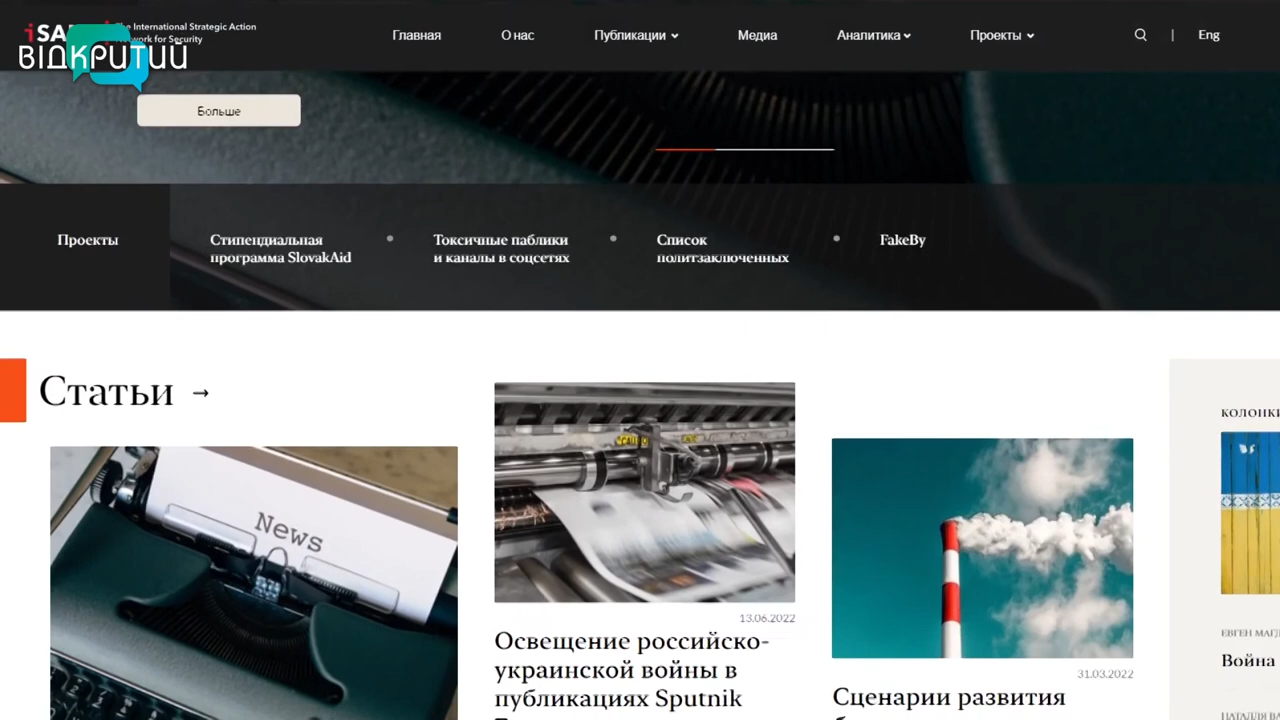 The International Strategic Action
Network for Security
ВІДКРИТИЙ
Главная
О нас
Публикации
Медиа
Аналитика
Проекты
Eng
Больше
Проекты
Стипендиальная
программа SlovakAid
Токсичные паблики
и каналы в соцсетях
Список
политзаключенных
FakeBy
Статьи →
News
13.06.2022
Освещение российско-
украинской войны в
публикациях Sputnik
31.03.2022
Сценарии развития
КОЛОНКИ
ЕВГЕН
Война